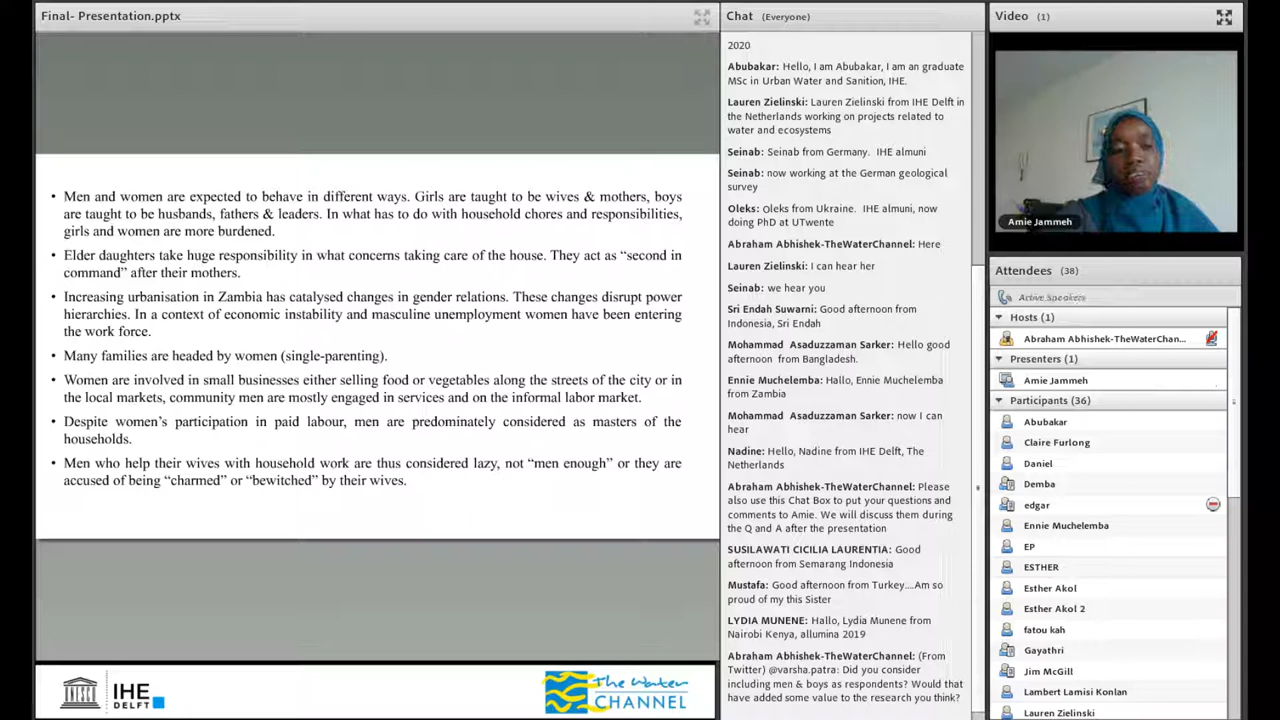 Final- Presentation.pptx
• Men and women are expected to behave in different ways. Girls are taught to be wives & mothers, boys
are taught to be husbands, fathers & leaders. In what has to do with household chores and responsibilities,
girls and women are more burdened.
• Elder daughters take huge responsibility in what concerns taking care of the house. They act as “second in
command” after their mothers.
• Increasing urbanisation in Zambia has catalysed changes in gender relations. These changes disrupt power
hierarchies. In a context of economic instability and masculine unemployment women have been entering
the work force.
• Many families are headed by women (single-parenting).
• Women are involved in small businesses either selling food or vegetables along the streets of the city or in
the local markets, community men are mostly engaged in services and on the informal labor market.
• Despite women’s participation in paid labour, men are predominately considered as masters of the
households.
• Men who help their wives with household work are thus considered lazy, not “men enough” or they are
accused of being “charmed” or “bewitched” by their wives.
IHE
DELFT
The Water
CHANNEL
Chat (Everyone)
2020
Abubakar: Hello, I am Abubakar, I am an graduate
MSc in Urban Water and Sanition, IHE.
Lauren Zielinski: Lauren Zielinski from IHE Delft in
the Netherlands working on projects related to
water and ecosystems
Seinab: Seinab from Germany. IHE almuni
Seinab: now working at the German geological
survey
Oleks: Oleks from Ukraine. IHE almuni, now
doing PhD at UTwente
Abraham Abhishek-TheWaterChannel: Here
Lauren Zielinski: I can hear her
Seinab: we hear you
Sri Endah Suwarni: Good afternoon from
Indonesia, Sri Endah
Mohammad Asaduzzaman Sarker: Hello good
afternoon from Bangladesh.
Ennie Muchelemba: Hallo, Ennie Muchelemba
from Zambia
Mohammad Asaduzzaman Sarker: now I can
hear
Nadine: Hello, Nadine from IHE Delft, The
Netherlands
Abraham Abhishek-TheWaterChannel: Please
also use this Chat Box to put your questions and
comments to Amie. We will discuss them during
the Q and A after the presentation
SUSILAWATI CICILIA LAURENTIA: Good
afternoon from Semarang Indonesia
Mustafa: Good afternoon from Turkey....Am so
proud of my this Sister
LYDIA MUNENE: Hallo, Lydia Munene from
Nairobi Kenya, allumina 2019
Abraham Abhishek-TheWaterChannel: (From
Twitter) @varsha.patra: Did you consider
including men & boys as respondents? Would that
have added some value to the research you think?
Video (1)
Amie Jammeh
Attendees (38)
Active Speakers
Hosts (1)
Abraham Abhishek-TheWaterChan...
Presenters (1)
Amie Jammeh
Participants (36)
Abubakar
Claire Furlong
Daniel
Demba
edgar
Ennie Muchelemba
EP
ESTHER
Esther Akol
Esther Akol 2
fatou kah
Gayathri
Jim McGill
Lambert Lamisi Konlan
Lauren Zielinski